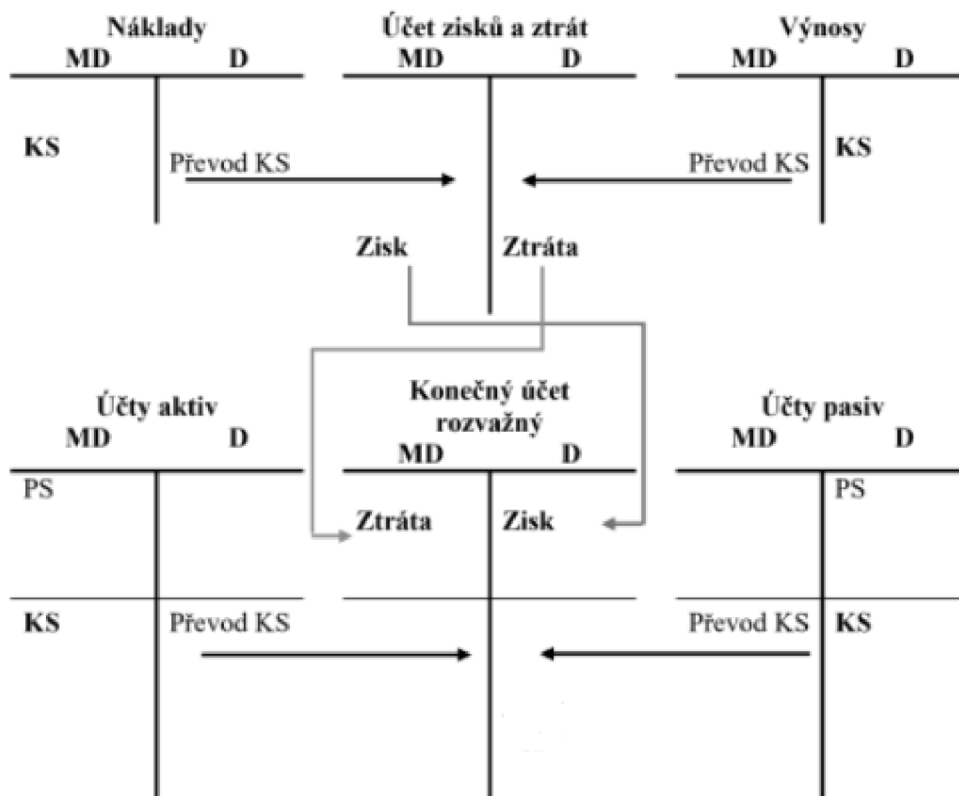 Náklady
MD D
KS
Převod KS
Účet zisků a ztrát
MD D
Zisk Ztráta
Výnosy
MD D
KS
Převod KS
Účty aktiv
MD D
PS
KS Převod KS
Konečný účet
rozvažný
MD D
Ztráta Zisk
Účty pasiv
MD D
PS
Převod KS KS